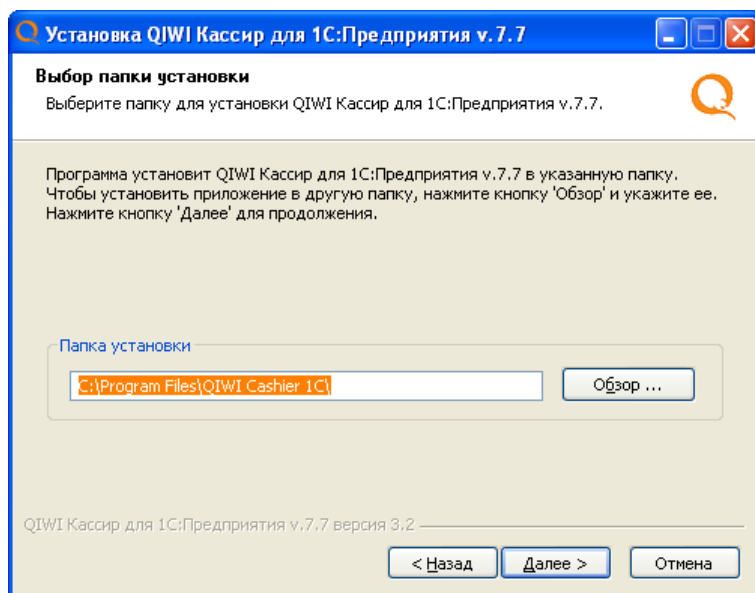 Установка QIWI Кассир для 1С:Предприятия v.7.7
Выбор папки установки
Выберите папку для установки QIWI Кассир для 1С:Предприятия v.7.7.
Программа установит QIWI Кассир для 1С:Предприятия v.7.7 в указанную папку.
Чтобы установить приложение в другую папку, нажмите кнопку 'Обзор' и укажите ее.
Нажмите кнопку 'Далее' для продолжения.
Папка установки
C:\Program Files\QIWI Cashier 1C\
Обзор ...
QIWI Кассир для 1С:Предприятия v.7.7 версия 3.2
< Назад Далее > Отмена